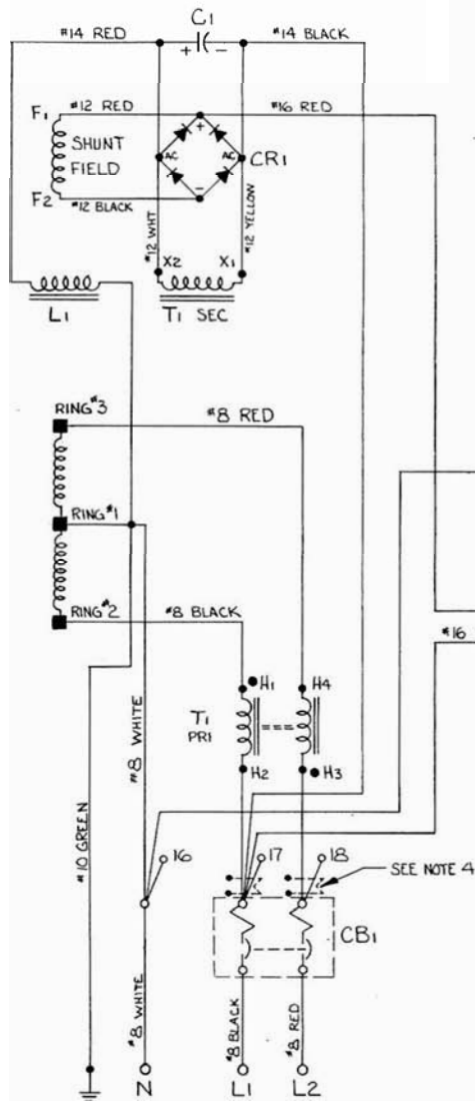 C1
#14 RED
+ -
#14 BLACK
F1
#12 RED
#16 RED
SHUNT
FIELD
+
AC
AC
CR1
-
F2
#12 BLACK
#12 WHT
#12 YELLOW
X2
X1
L1
T1 SEC
RING #3
#8 RED
RING #1
RING #2
#8 BLACK
#16
H1
H4
T1
PRI
H2
H3
#8 WHITE
#10 GREEN
16
17
18
SEE NOTE 4
CB1
#8 WHITE
#8 BLACK
#8 RED
N
L1
L2